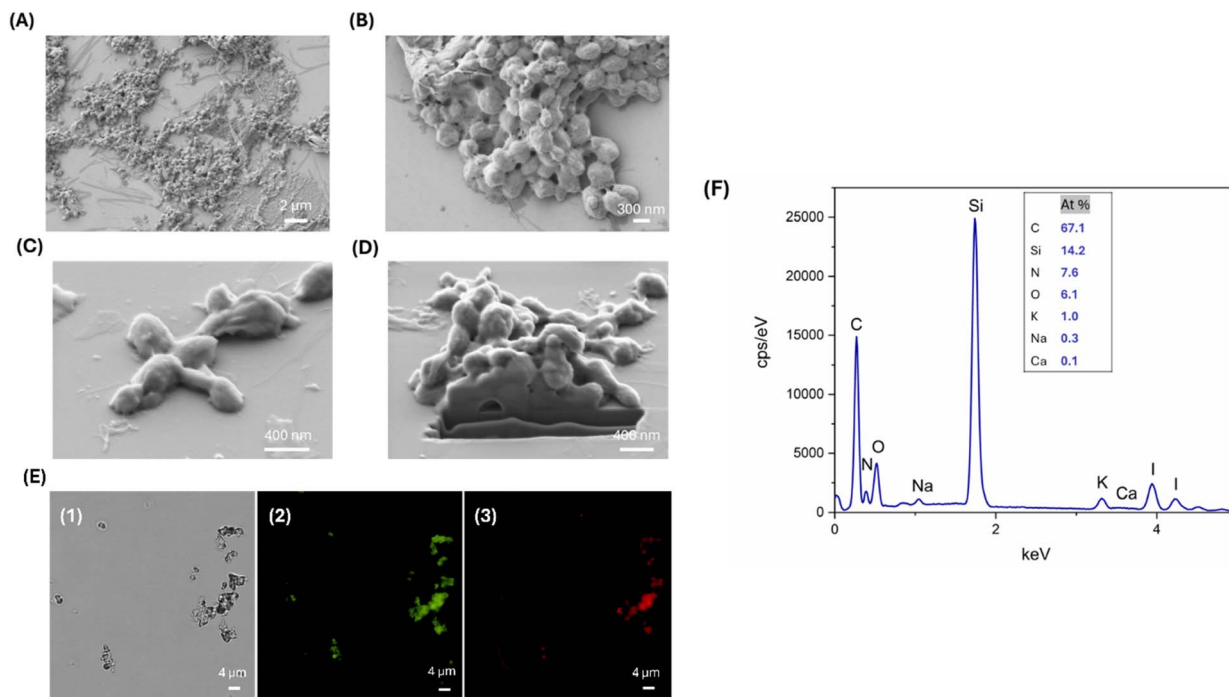 (A)
2 µm
(B)
300 nm
(C)
400 nm
(D)
400 nm
(E)
(1)
4 µm
(2)
4 µm
(3)
4 µm
(F)
cps/eV
25000
20000
15000
10000
5000
0
C
N
O
Na
Si
K
Ca
I
I
At %
C 67.1
Si 14.2
N 7.6
O 6.1
K 1.0
Na 0.3
Ca 0.1
0 2 4
keV